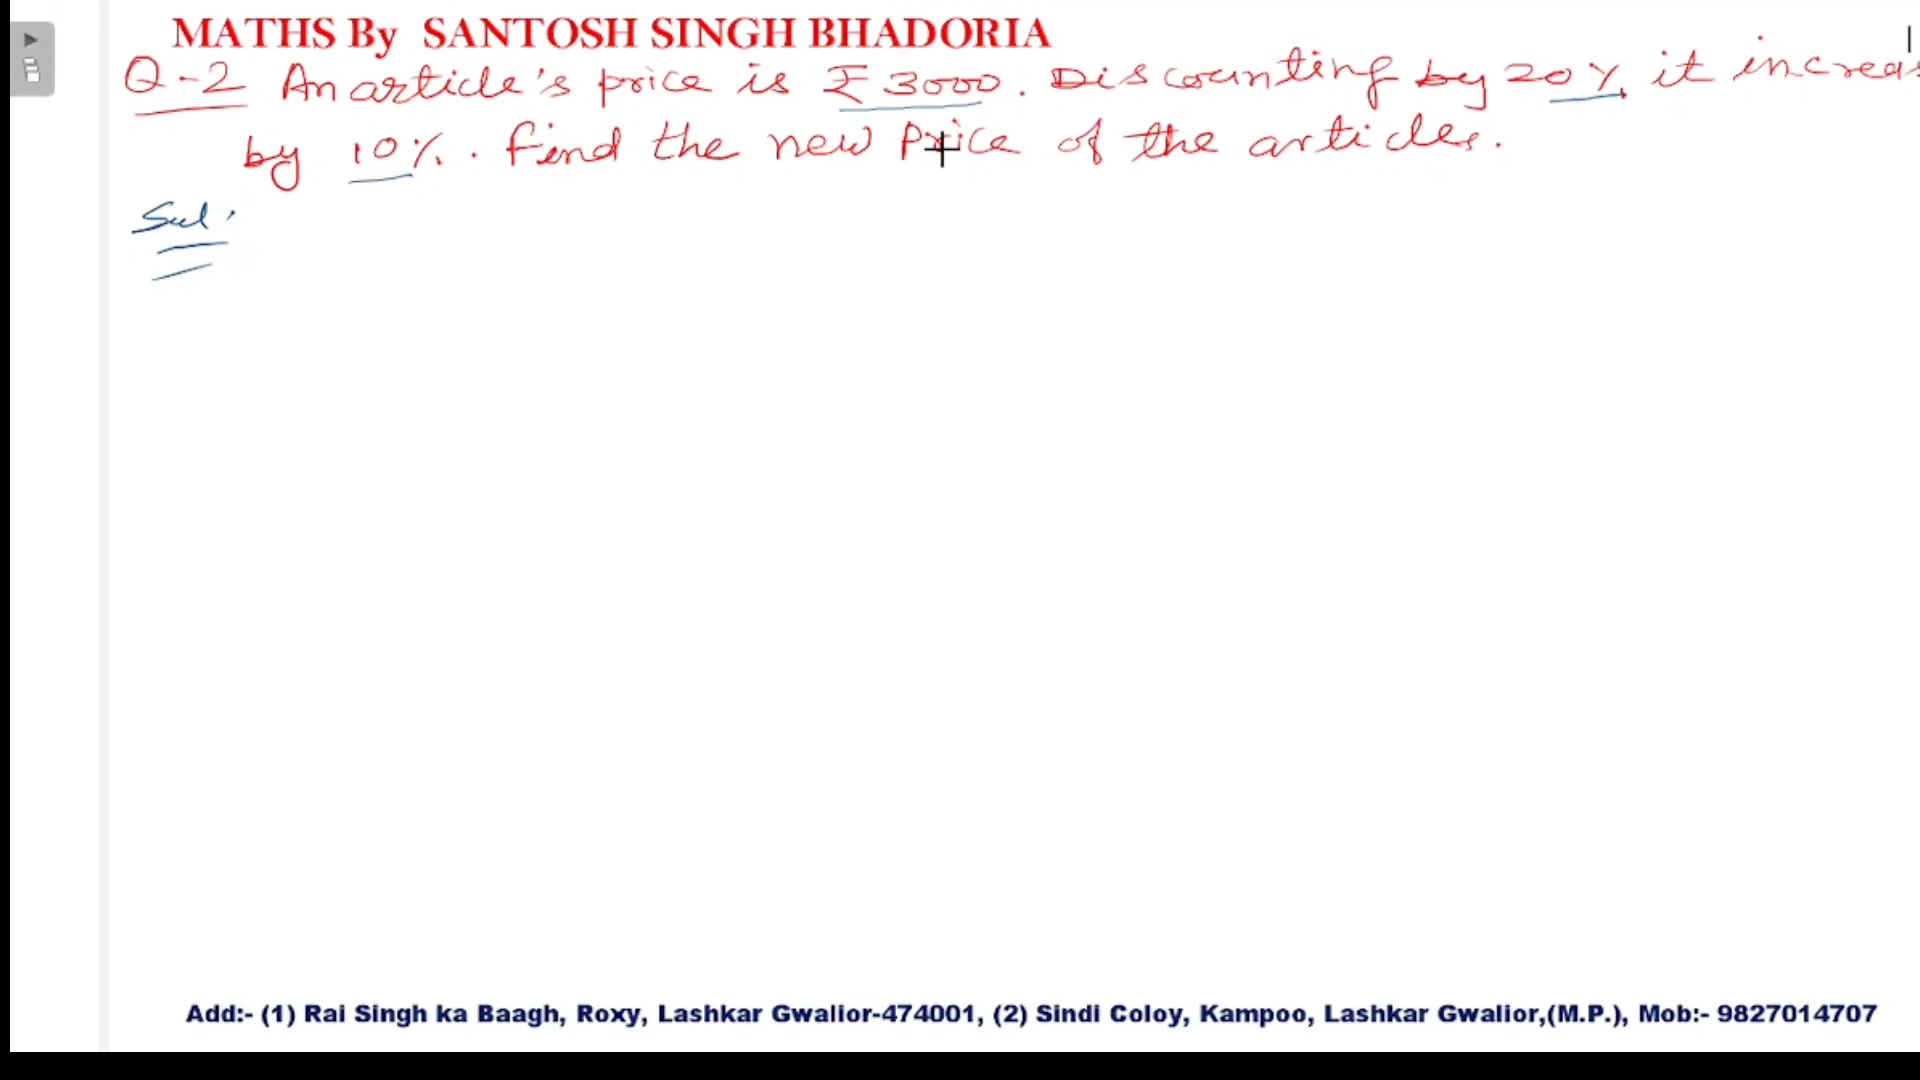 MATHS By SANTOSH SINGH BHADORIA
Q-2 An article's price is ₹ 3000. Discounting by 20% it increas
by 10%. find the new Price of the articles.
Sol.
Add:- (1) Rai Singh ka Baagh, Roxy, Lashkar Gwalior-474001, (2) Sindi Coloy, Kampoo, Lashkar Gwalior,(M.P.), Mob:- 9827014707